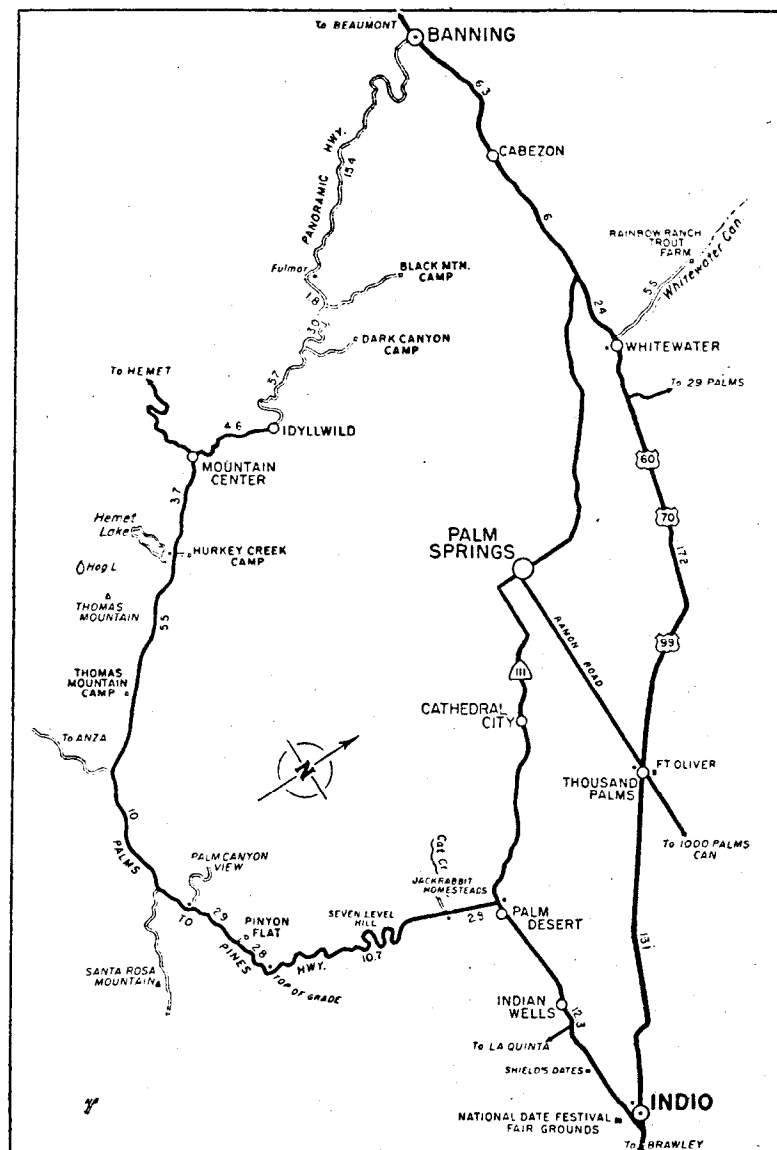 To BEAUMONT
BANNING
6.3
CABEZON
6
PANORAMIC HWY.
15.4
RAINBOW RANCH
TROUT
FARM
5.5
Whitewater Can.
Fulmor
1.8
BLACK MTN.
CAMP
3.0
2.4
WHITEWATER
DARK CANYON
CAMP
5.7
To HEMET
To 29 PALMS
4.6
IDYLLWILD
MOUNTAIN
CENTER
60
3.7
Hemet
Lake
70
17.2
PALM
SPRINGS
HURKEY CREEK
CAMP
Hog L
THOMAS
MOUNTAIN
5.5
RAMON ROAD
99
111
THOMAS
MOUNTAIN
CAMP
CATHEDRAL
CITY
To ANZA
N
FT OLIVER
THOUSAND
PALMS
10
To 1000 PALMS
CAN
PALMS
PALM CANYON
VIEW
Cat Cr
JACKRABBIT
HOMESTEADS
TO
2.9
PINYON
FLAT
SEVEN LEVEL
HILL
2.9
PALM
DESERT
13.1
2.8
PINES
HWY.
10.7
SANTA ROSA
MOUNTAIN
TOP OF GRADE
INDIAN
WELLS
12.3
To LA QUINTA
SHIELD'S DATES
INDIO
NATIONAL DATE FESTIVAL
FAIR GROUNDS
To BRAWLEY